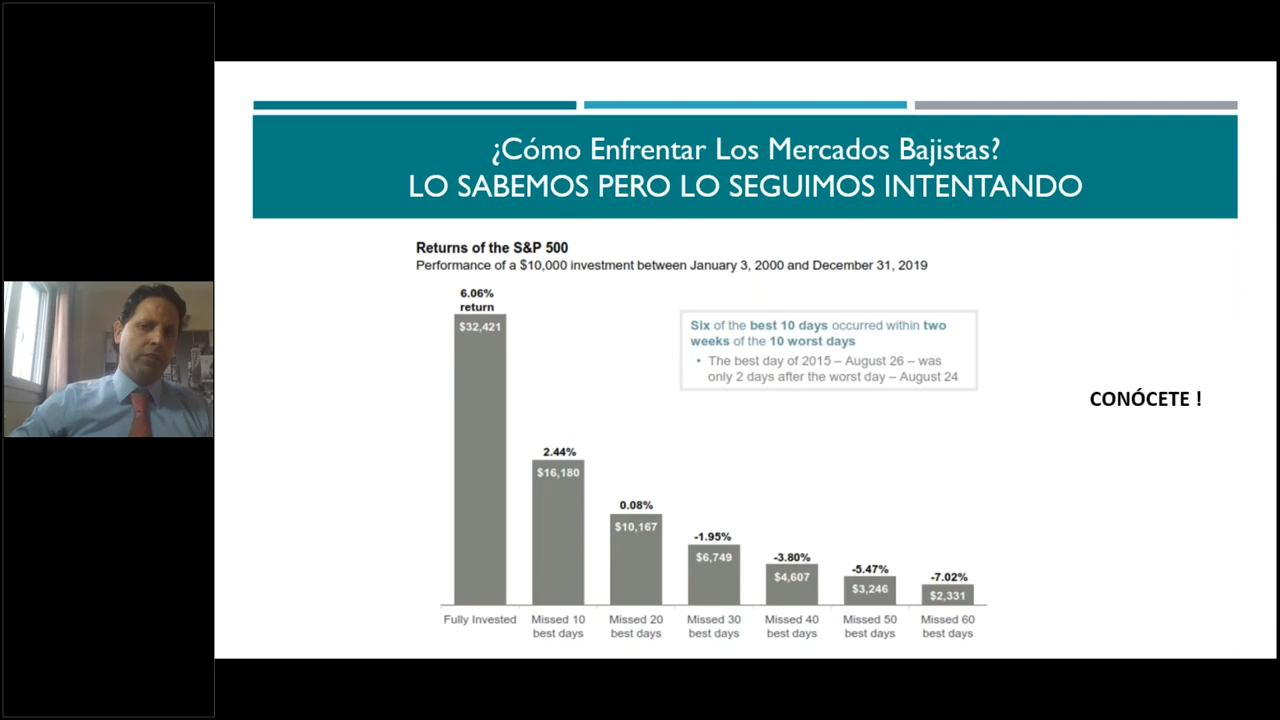 ¿Cómo Enfrentar Los Mercados Bajistas?
LO SABEMOS PERO LO SEGUIMOS INTENTANDO
Returns of the S&P 500
Performance of a $10,000 investment between January 3, 2000 and December 31, 2019
6.06%
return
$32,421
Six of the best 10 days occurred within two
weeks of the 10 worst days
• The best day of 2015 – August 26 – was
only 2 days after the worst day – August 24
CONÓCETE !
2.44%
$16,180
0.08%
$10,167
-1.95%
$6,749
-3.80%
$4,607
-5.47%
$3,246
-7.02%
$2,331
Fully Invested
Missed 10
best days
Missed 20
best days
Missed 30
best days
Missed 40
best days
Missed 50
best days
Missed 60
best days